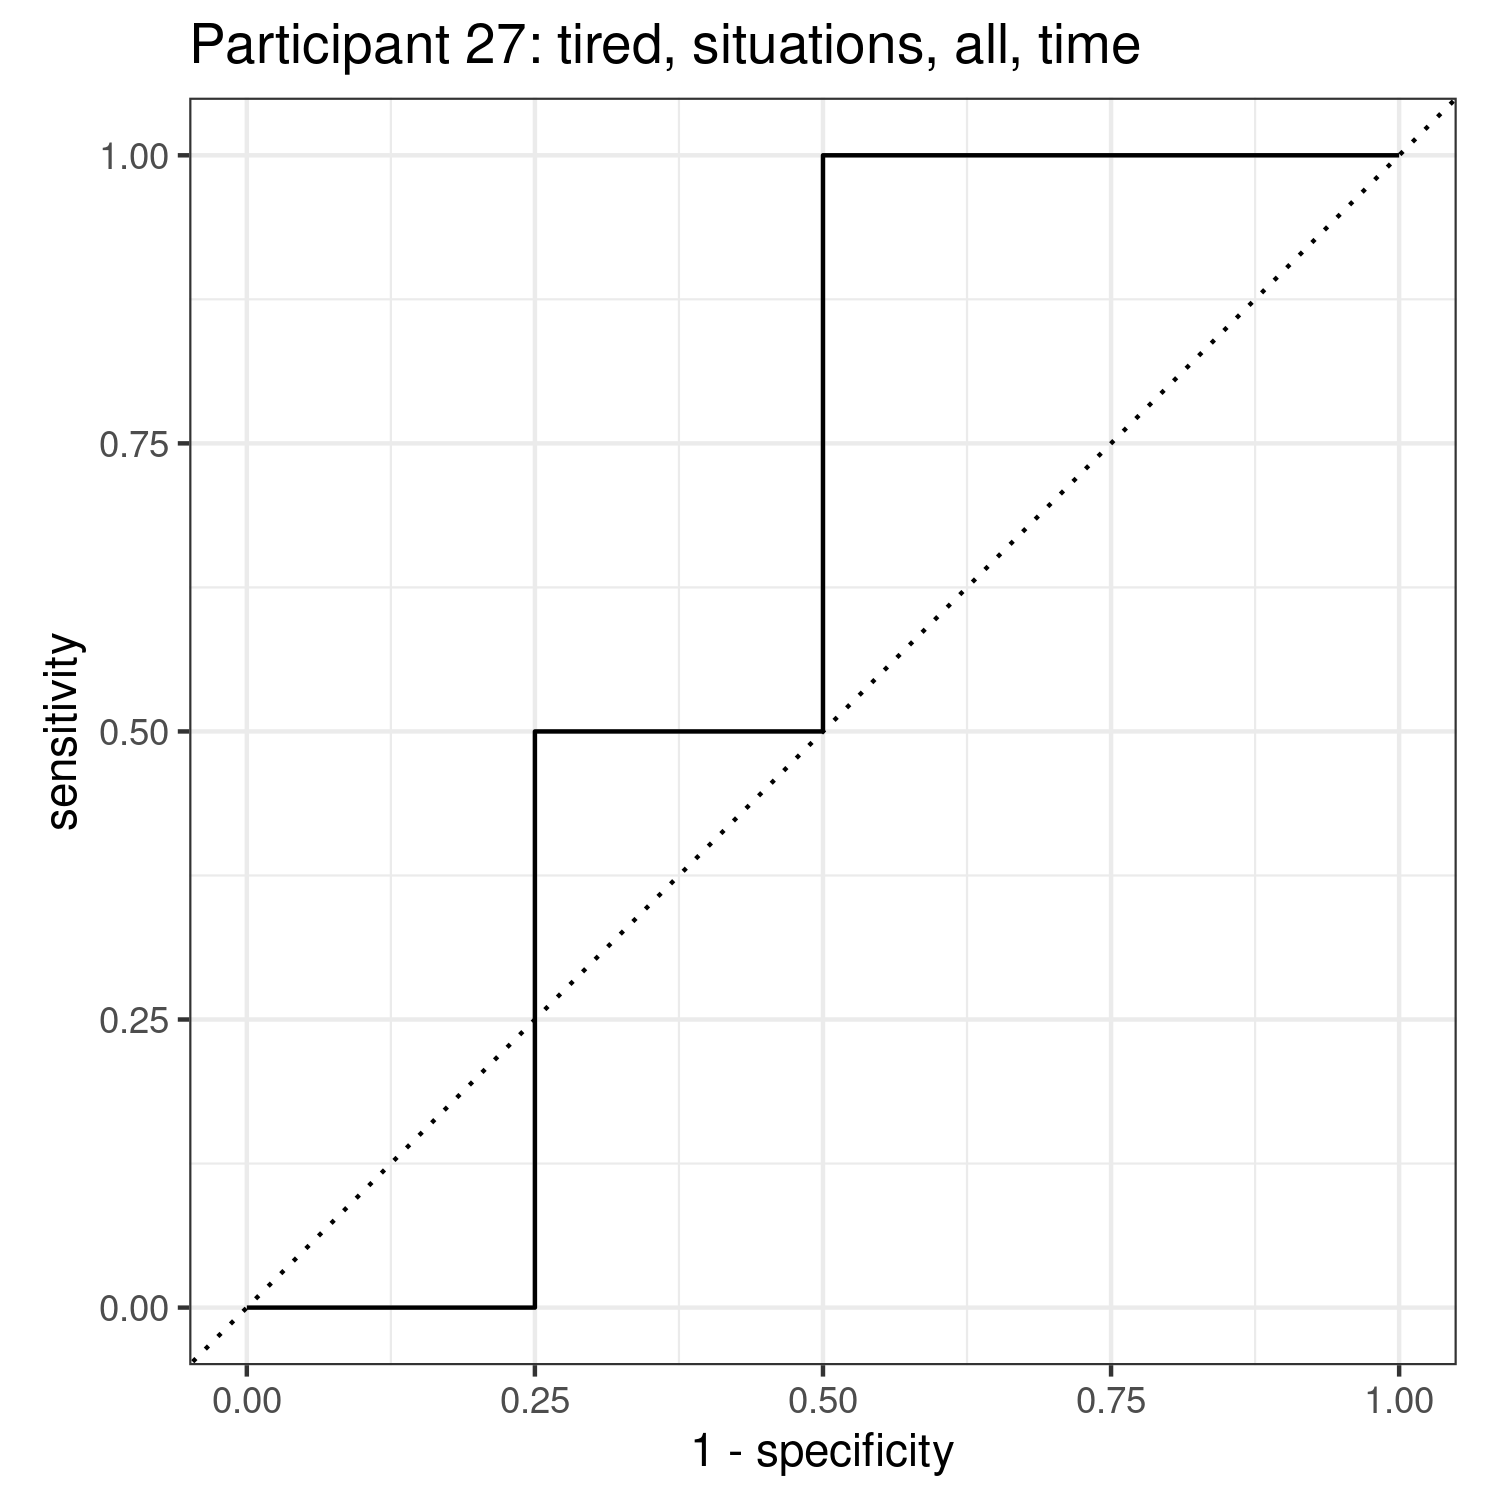 Participant 27: tired, situations, all, time
1.00
0.75
0.50
0.25
0.00
sensitivity
0.00 0.25 0.50 0.75 1.00
1 - specificity